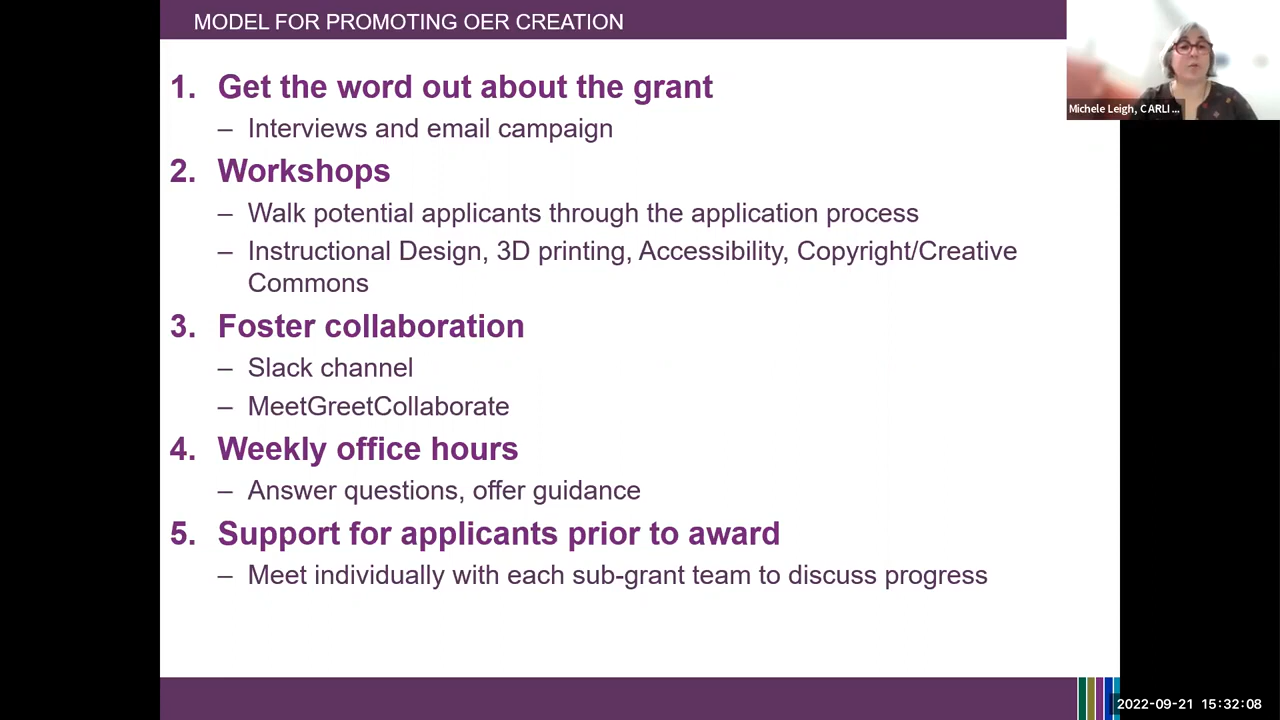 MODEL FOR PROMOTING OER CREATION
Michele Leigh, CARLI ...
1. Get the word out about the grant
– Interviews and email campaign
2. Workshops
– Walk potential applicants through the application process
– Instructional Design, 3D printing, Accessibility, Copyright/Creative
Commons
3. Foster collaboration
– Slack channel
– MeetGreetCollaborate
4. Weekly office hours
– Answer questions, offer guidance
5. Support for applicants prior to award
– Meet individually with each sub-grant team to discuss progress
2022-09-21 15:32:08